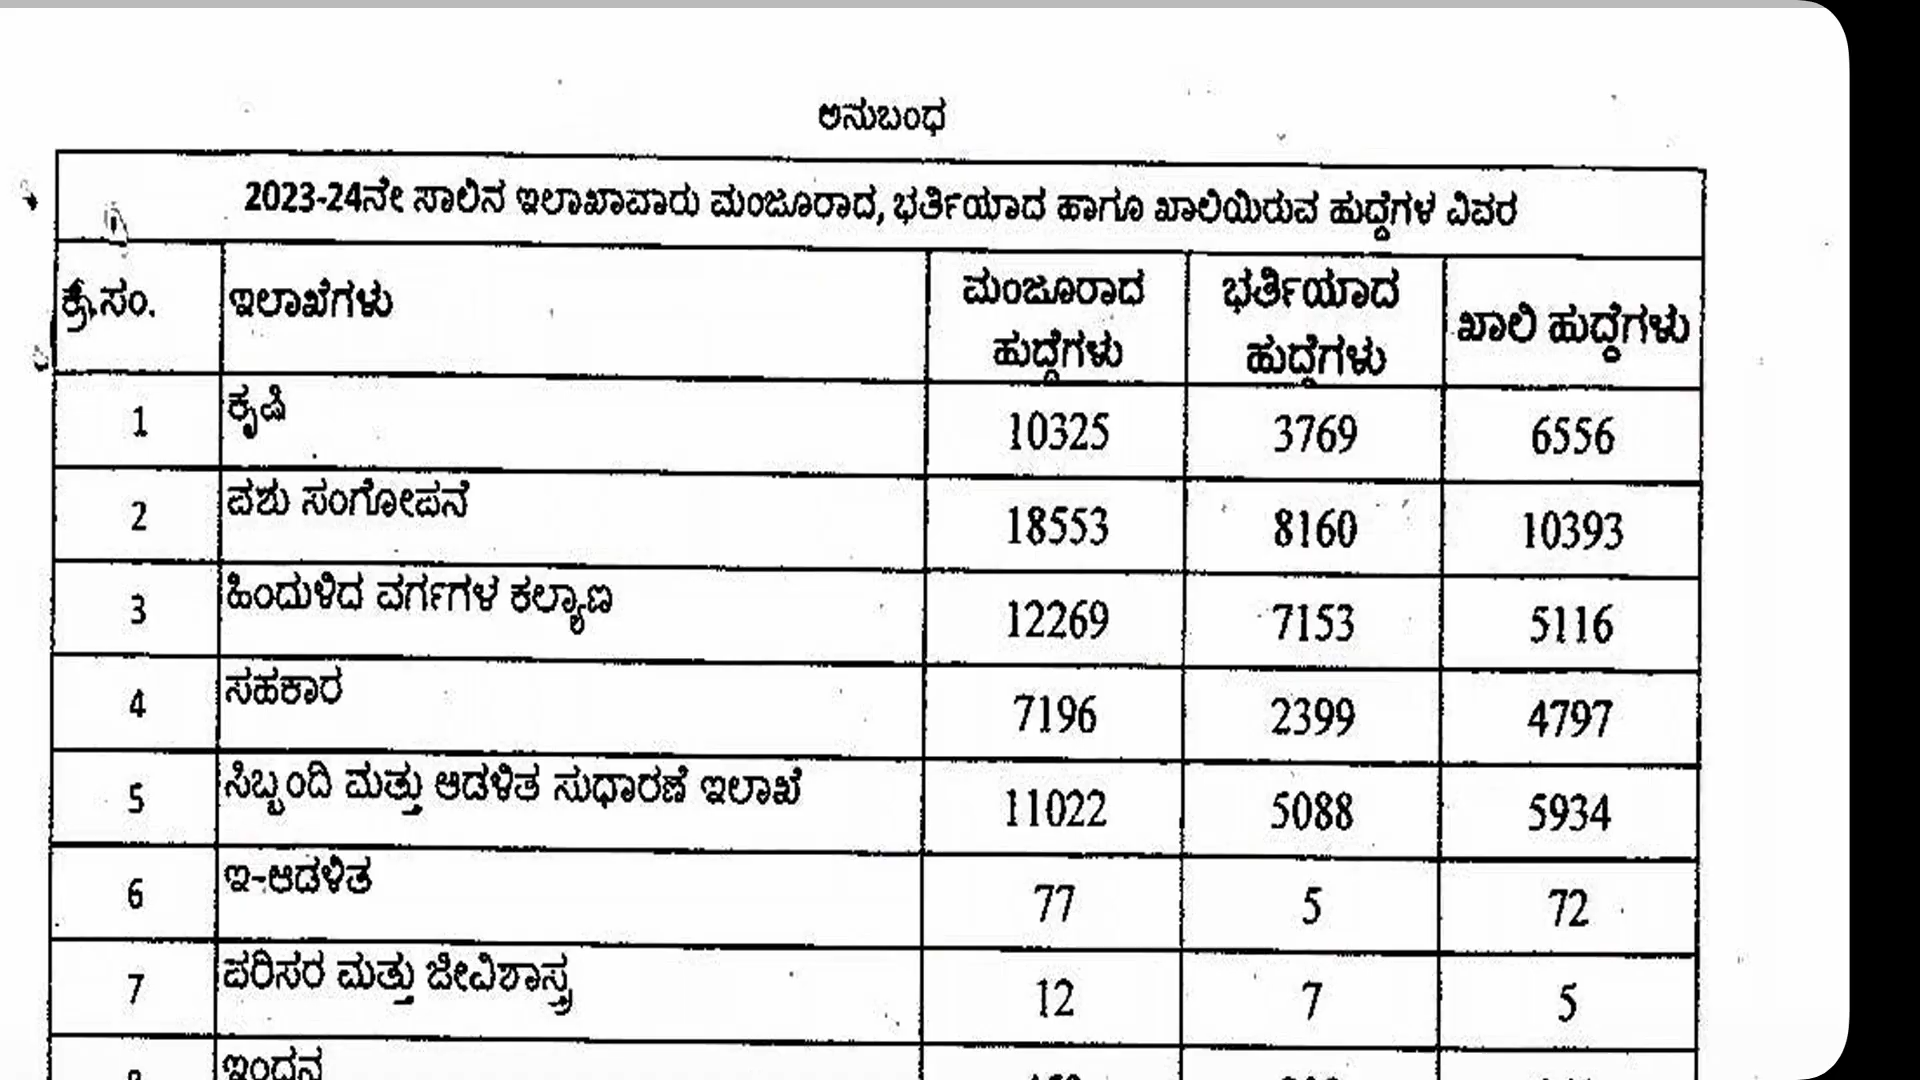 ಅನುಬಂಧ
2023-24ನೇ ಸಾಲಿನ ಇಲಾಖಾವಾರು ಮಂಜೂರಾದ, ಭರ್ತಿಯಾದ ಹಾಗೂ ಖಾಲಿಯಿರುವ ಹುದ್ದೆಗಳ ವಿವರ
ಕ್ರ.ಸಂ. ಇಲಾಖೆಗಳು ಮಂಜೂರಾದ ಹುದ್ದೆಗಳು ಭರ್ತಿಯಾದ ಹುದ್ದೆಗಳು ಖಾಲಿ ಹುದ್ದೆಗಳು
1 ಕೃಷಿ 10325 3769 6556
2 ಪಶು ಸಂಗೋಪನೆ 18553 8160 10393
3 ಹಿಂದುಳಿದ ವರ್ಗಗಳ ಕಲ್ಯಾಣ 12269 7153 5116
4 ಸಹಕಾರ 7196 2399 4797
5 ಸಿಬ್ಬಂದಿ ಮತ್ತು ಆಡಳಿತ ಸುಧಾರಣೆ ಇಲಾಖೆ 11022 5088 5934
6 ಇ-ಆಡಳಿತ 77 5 72
7 ಪರಿಸರ ಮತ್ತು ಜೀವಿಶಾಸ್ತ್ರ 12 7 5
ಇಂಧನ